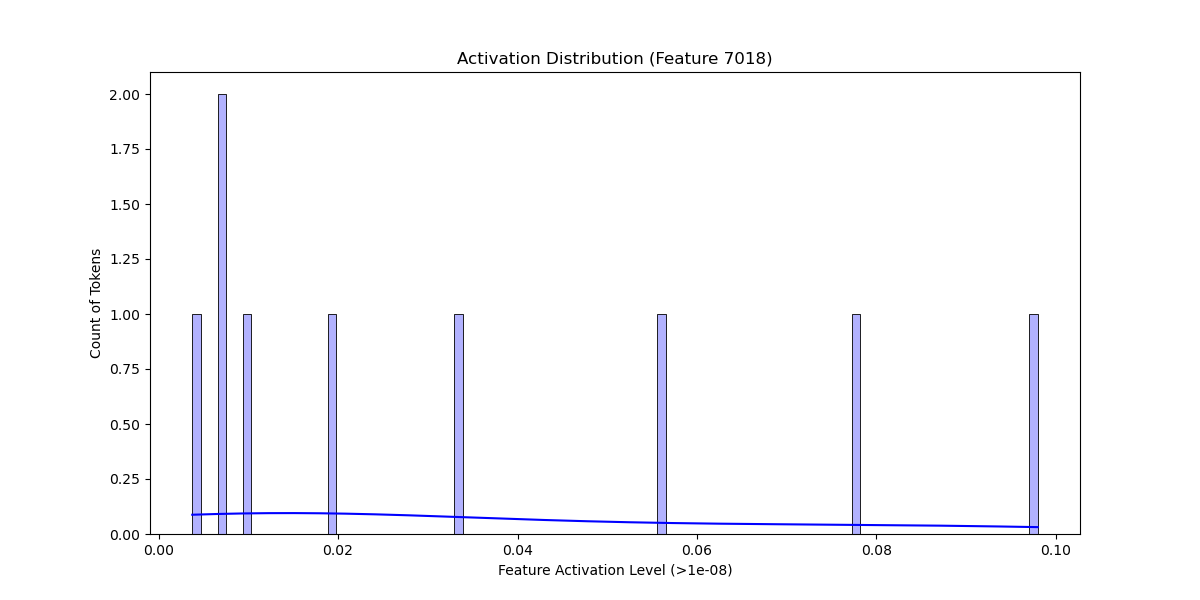 Activation Distribution (Feature 7018)
2.00
1.75
1.50
1.25
1.00
0.75
0.50
0.25
0.00
Count of Tokens
0.00 0.02 0.04 0.06 0.08 0.10
Feature Activation Level (>1e-08)